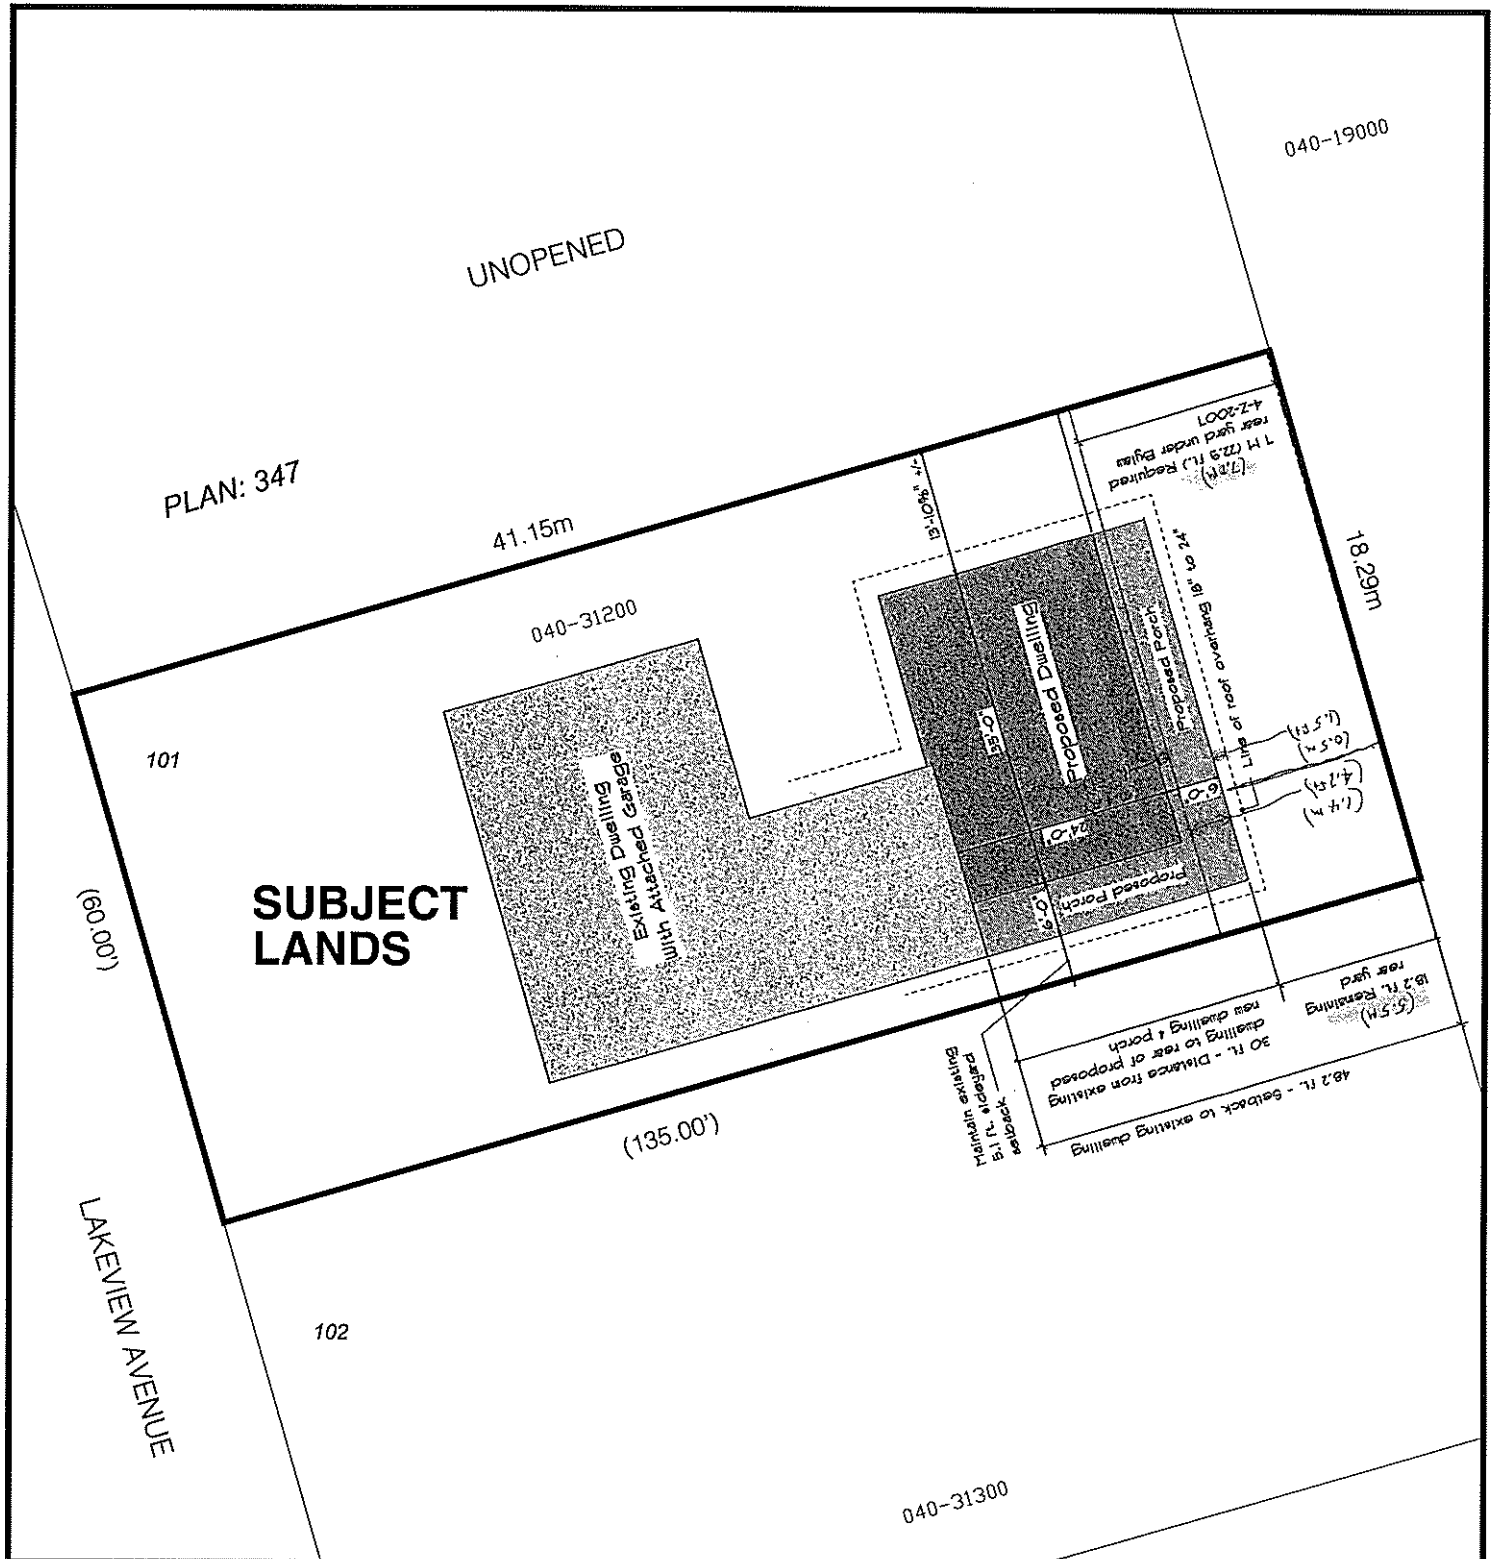 040-19000
UNOPENED
PLAN: 347
41.15m
040-31200
101
SUBJECT
LANDS
(60.00')
Existing Dwelling
With Attached Garage
13'-10⅝" +/-
Proposed Dwelling
35'-0"
24'-0"
6'-0"
6'-0"
Proposed Porch
Proposed Porch
Line of roof overhang 18" to 24"
(7.0 M)
7 M (22.9 ft.) Required
rear yard under Bylaw
4-Z-2007
18.29m
(1.4 m)
(4.7 Ft)
(0.5 m)
(1.5 Ft)
(5.5 M)
18.2 ft. Remaining
rear yard
30 ft. - Distance from existing
dwelling to rear of proposed
new dwelling & porch
48.2 ft. - Setback to existing dwelling
Maintain existing
5.1 ft. sideyard
setback
(135.00')
LAKEVIEW AVENUE
102
040-31300